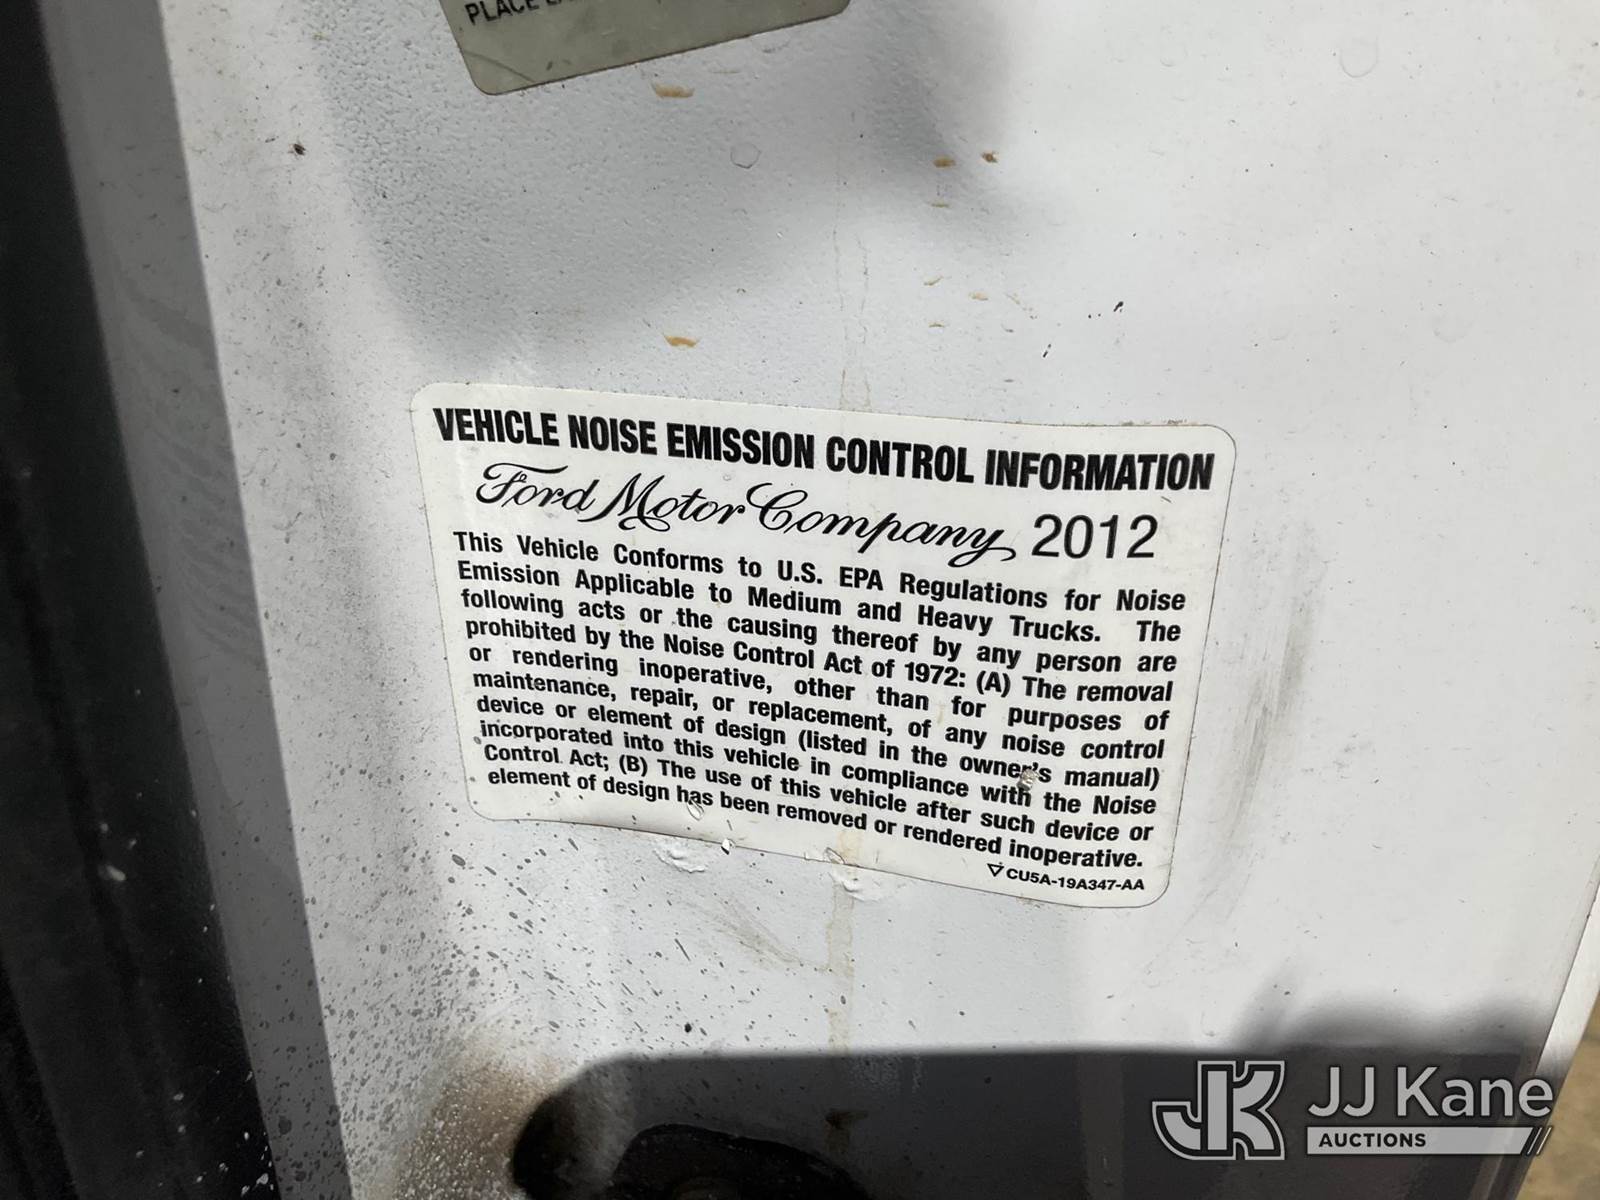 PLACE
VEHICLE NOISE EMISSION CONTROL INFORMATION
Ford Motor Company 2012
This Vehicle Conforms to U.S. EPA Regulations for Noise
Emission Applicable to Medium and Heavy Trucks. The
following acts or the causing thereof by any person are
prohibited by the Noise Control Act of 1972: (A) The removal
or rendering inoperative, other than for purposes of
maintenance, repair, or replacement, of any noise control
device or element of design (listed in the owner's manual)
incorporated into this vehicle in compliance with the Noise
Control Act; (B) The use of this vehicle after such device or
element of design has been removed or rendered inoperative.
CU5A-19A347-AA
JK JJ Kane
AUCTIONS